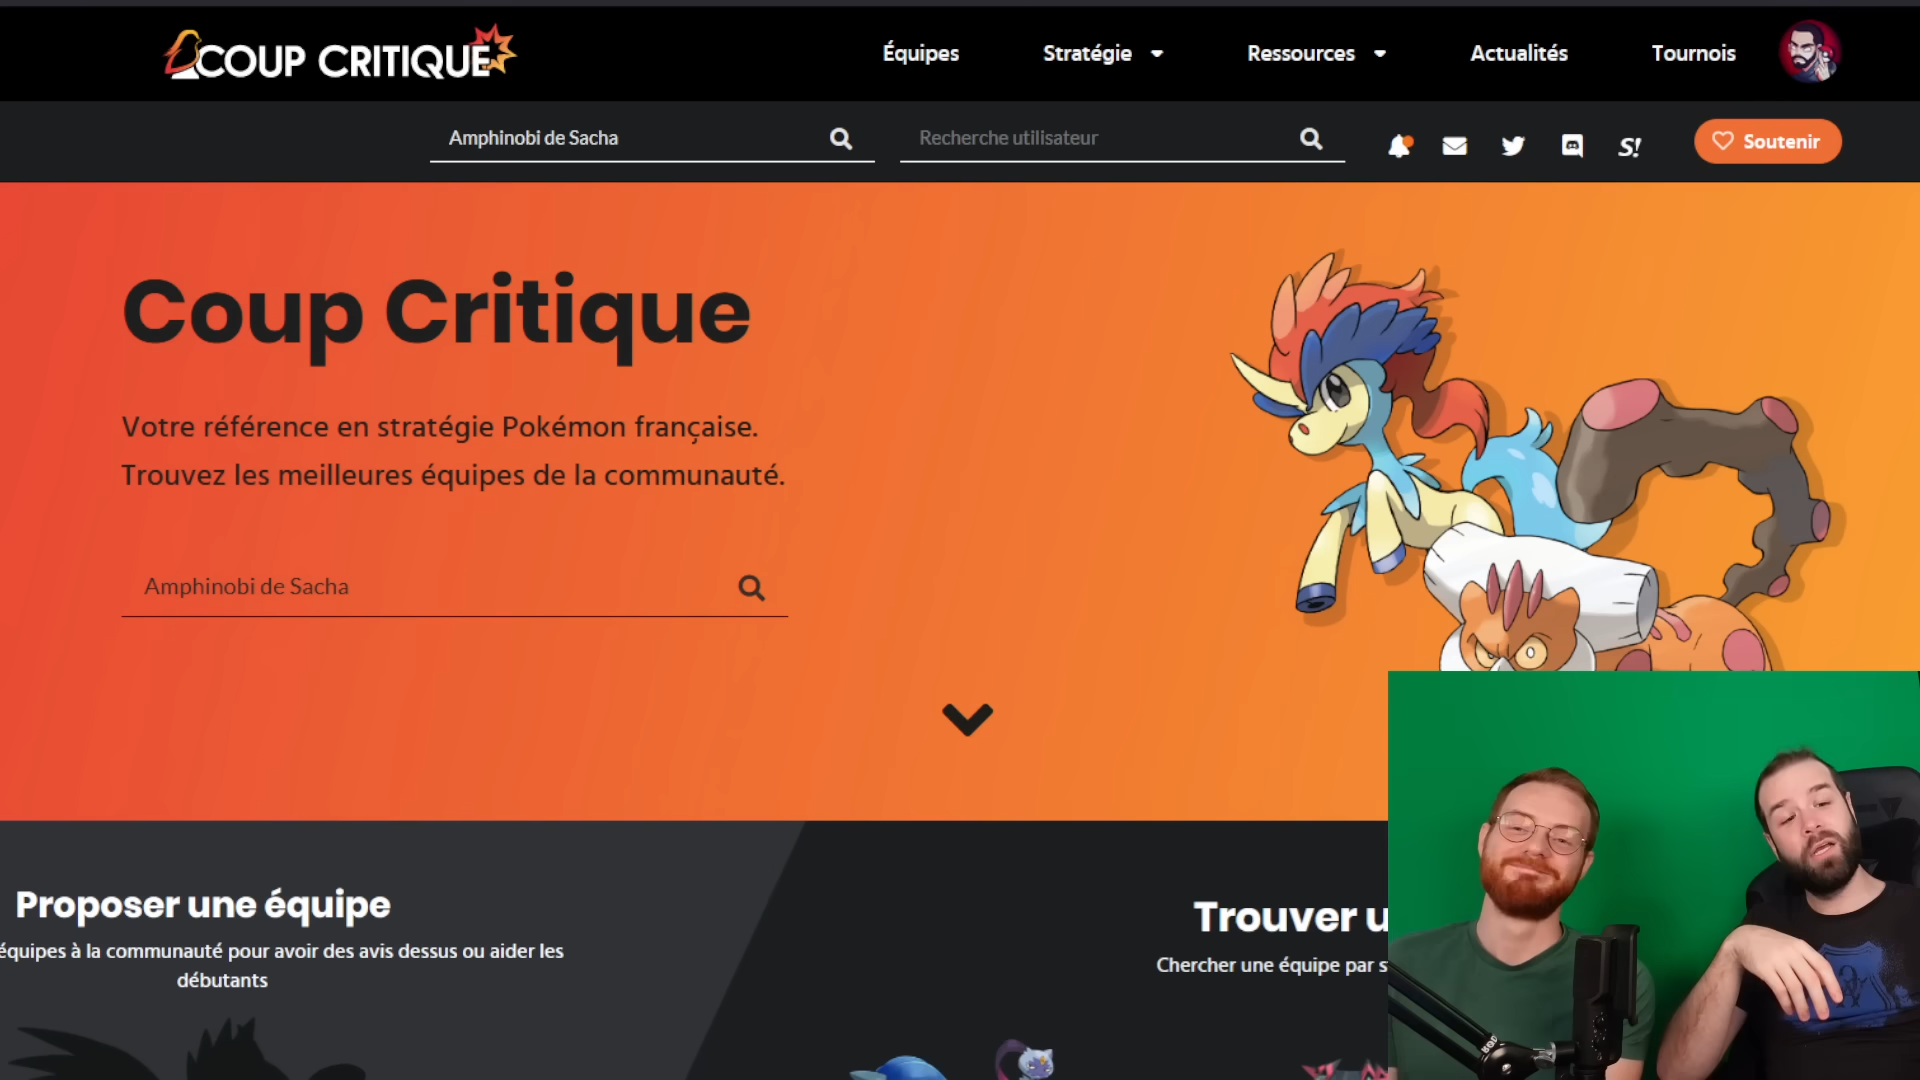 COUP CRITIQUE
Équipes
Stratégie
Ressources
Actualités
Tournois
Amphinobi de Sacha
Recherche utilisateur
S!
Soutenir
Coup Critique
Votre référence en stratégie Pokémon française.
Trouvez les meilleures équipes de la communauté.
Amphinobi de Sacha
Proposer une équipe
équipes à la communauté pour avoir des avis dessus ou aider les
débutants
Trouver u
Chercher une équipe par s